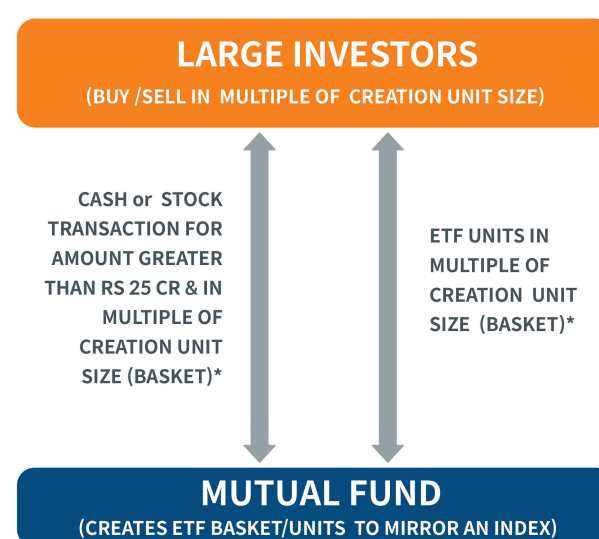 LARGE INVESTORS
(BUY /SELL IN MULTIPLE OF CREATION UNIT SIZE)
CASH or STOCK
TRANSACTION FOR
AMOUNT GREATER
THAN RS 25 CR & IN
MULTIPLE OF
CREATION UNIT
SIZE (BASKET)*
ETF UNITS IN
MULTIPLE OF
CREATION UNIT
SIZE (BASKET)*
MUTUAL FUND
(CREATES ETF BASKET/UNITS TO MIRROR AN INDEX)